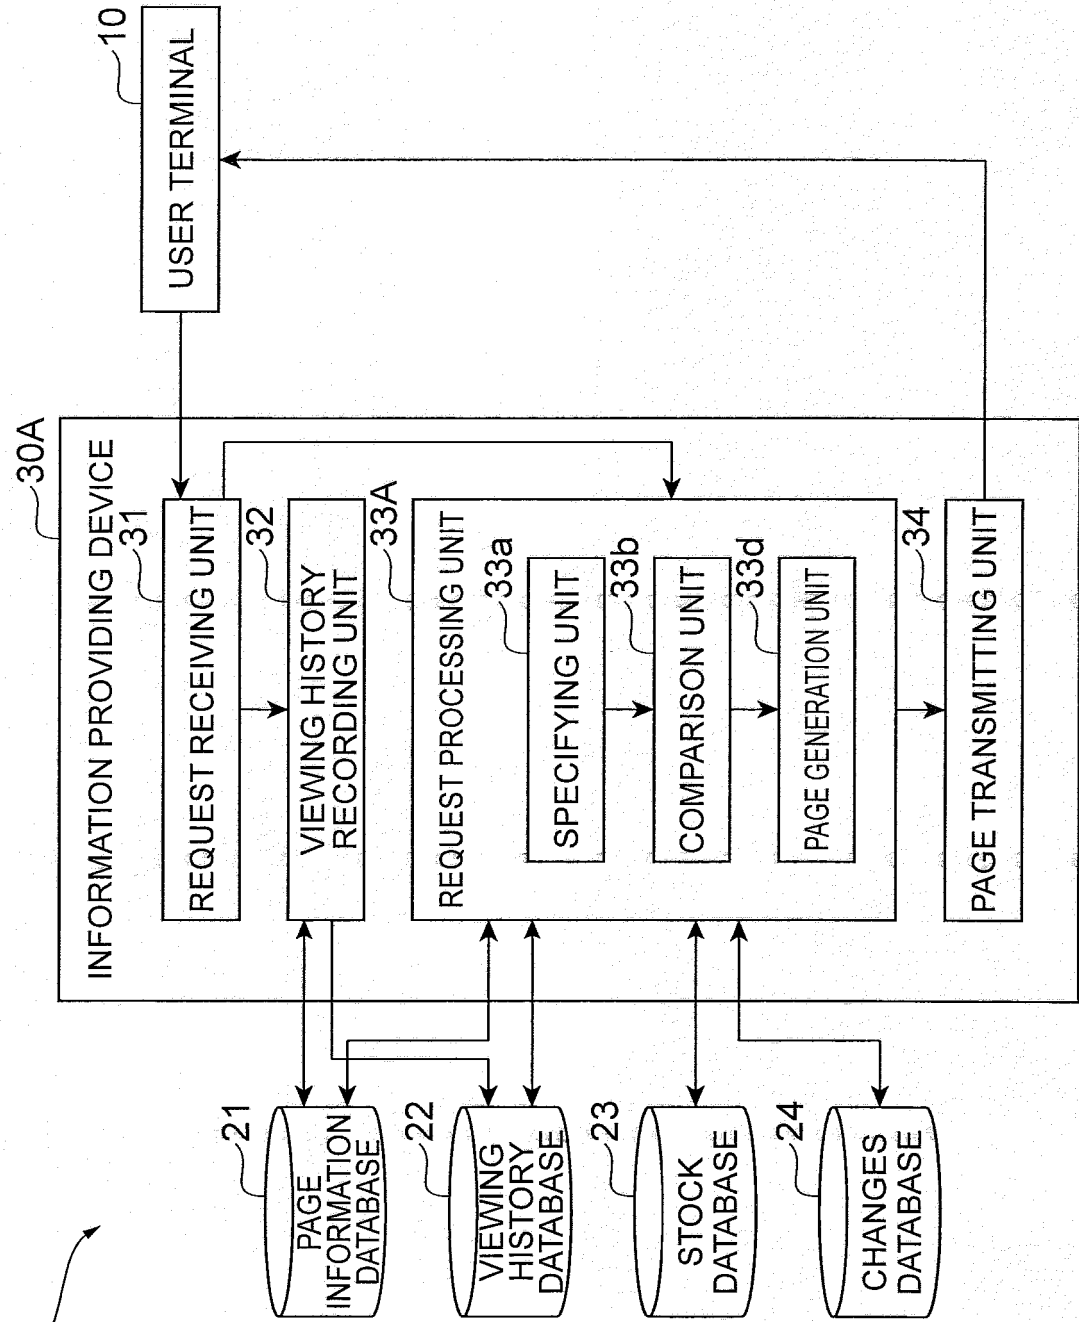 10
USER TERMINAL
30A
INFORMATION PROVIDING DEVICE
31
REQUEST RECEIVING UNIT
32
VIEWING HISTORY
RECORDING UNIT
33A
REQUEST PROCESSING UNIT
33a
SPECIFYING UNIT
33b
COMPARISON UNIT
33d
PAGE GENERATION UNIT
34
PAGE TRANSMITTING UNIT
21
PAGE
INFORMATION
DATABASE
22
VIEWING
HISTORY
DATABASE
23
STOCK
DATABASE
24
CHANGES
DATABASE